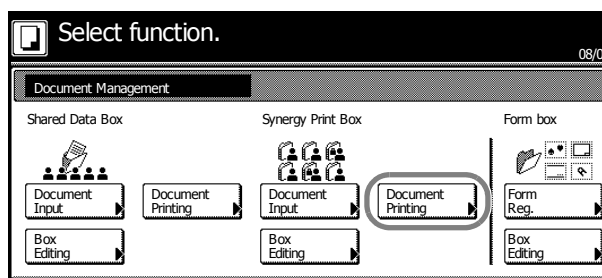 Select function.
08/0
Document Management
Shared Data Box
Synergy Print Box
Form box
Document
Input
Document
Printing
Document
Input
Document
Printing
Form
Reg.
Box
Editing
Box
Editing
Box
Editing